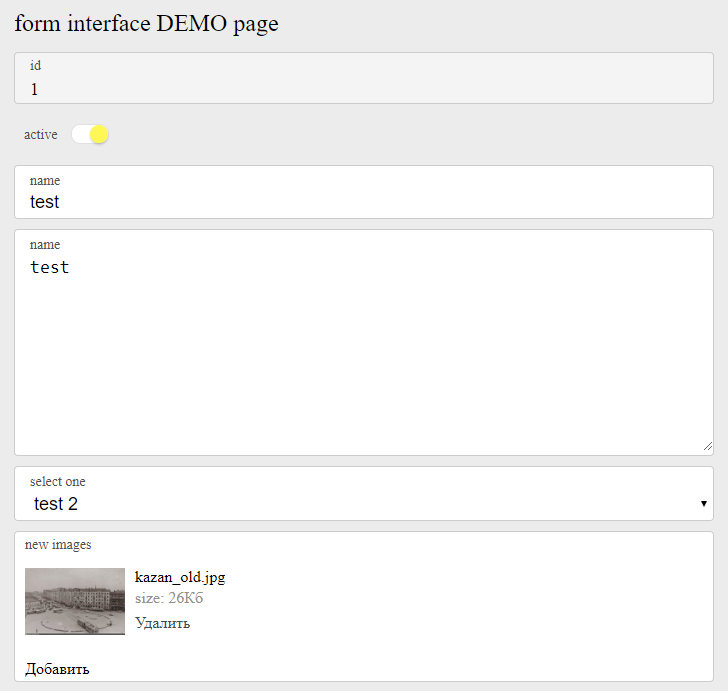 form interface DEMO page
id
1
active
name
test
name
test
select one
test 2
new images
kazan_old.jpg
size: 26Кб
Удалить
Добавить